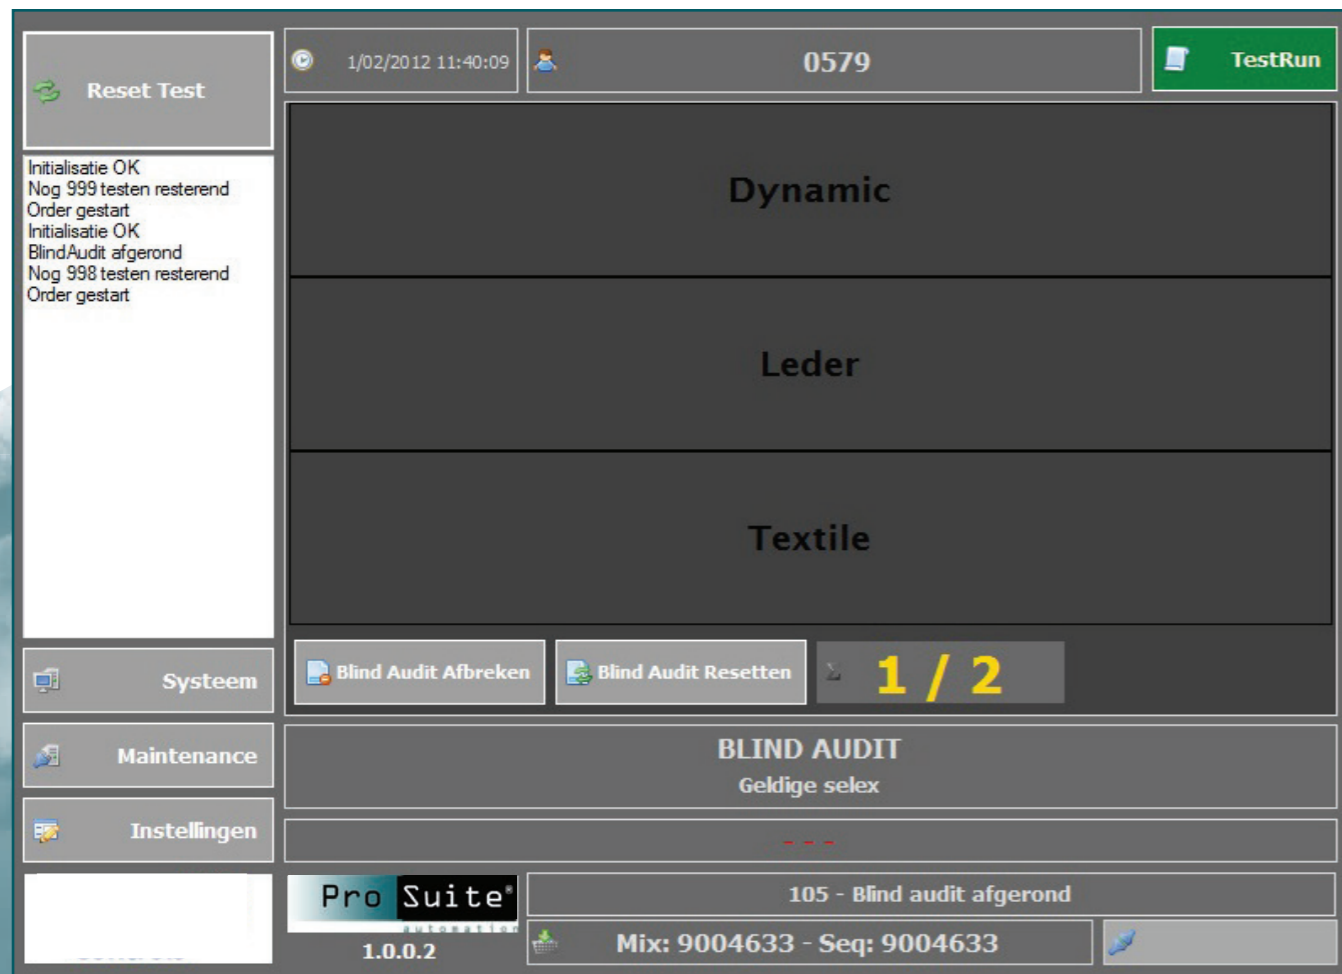 Reset Test
1/02/2012 11:40:09
0579
TestRun
Initialisatie OK
Nog 999 testen resterend
Order gestart
Initialisatie OK
BlindAudit afgerond
Nog 998 testen resterend
Order gestart
Dynamic
Leder
Textile
Blind Audit Afbreken
Blind Audit Resetten
Σ 1 / 2
Systeem
Maintenance
Instellingen
BLIND AUDIT
Geldige selex
- - -
Pro Suite®
automation
1.0.0.2
105 - Blind audit afgerond
Mix: 9004633 - Seq: 9004633